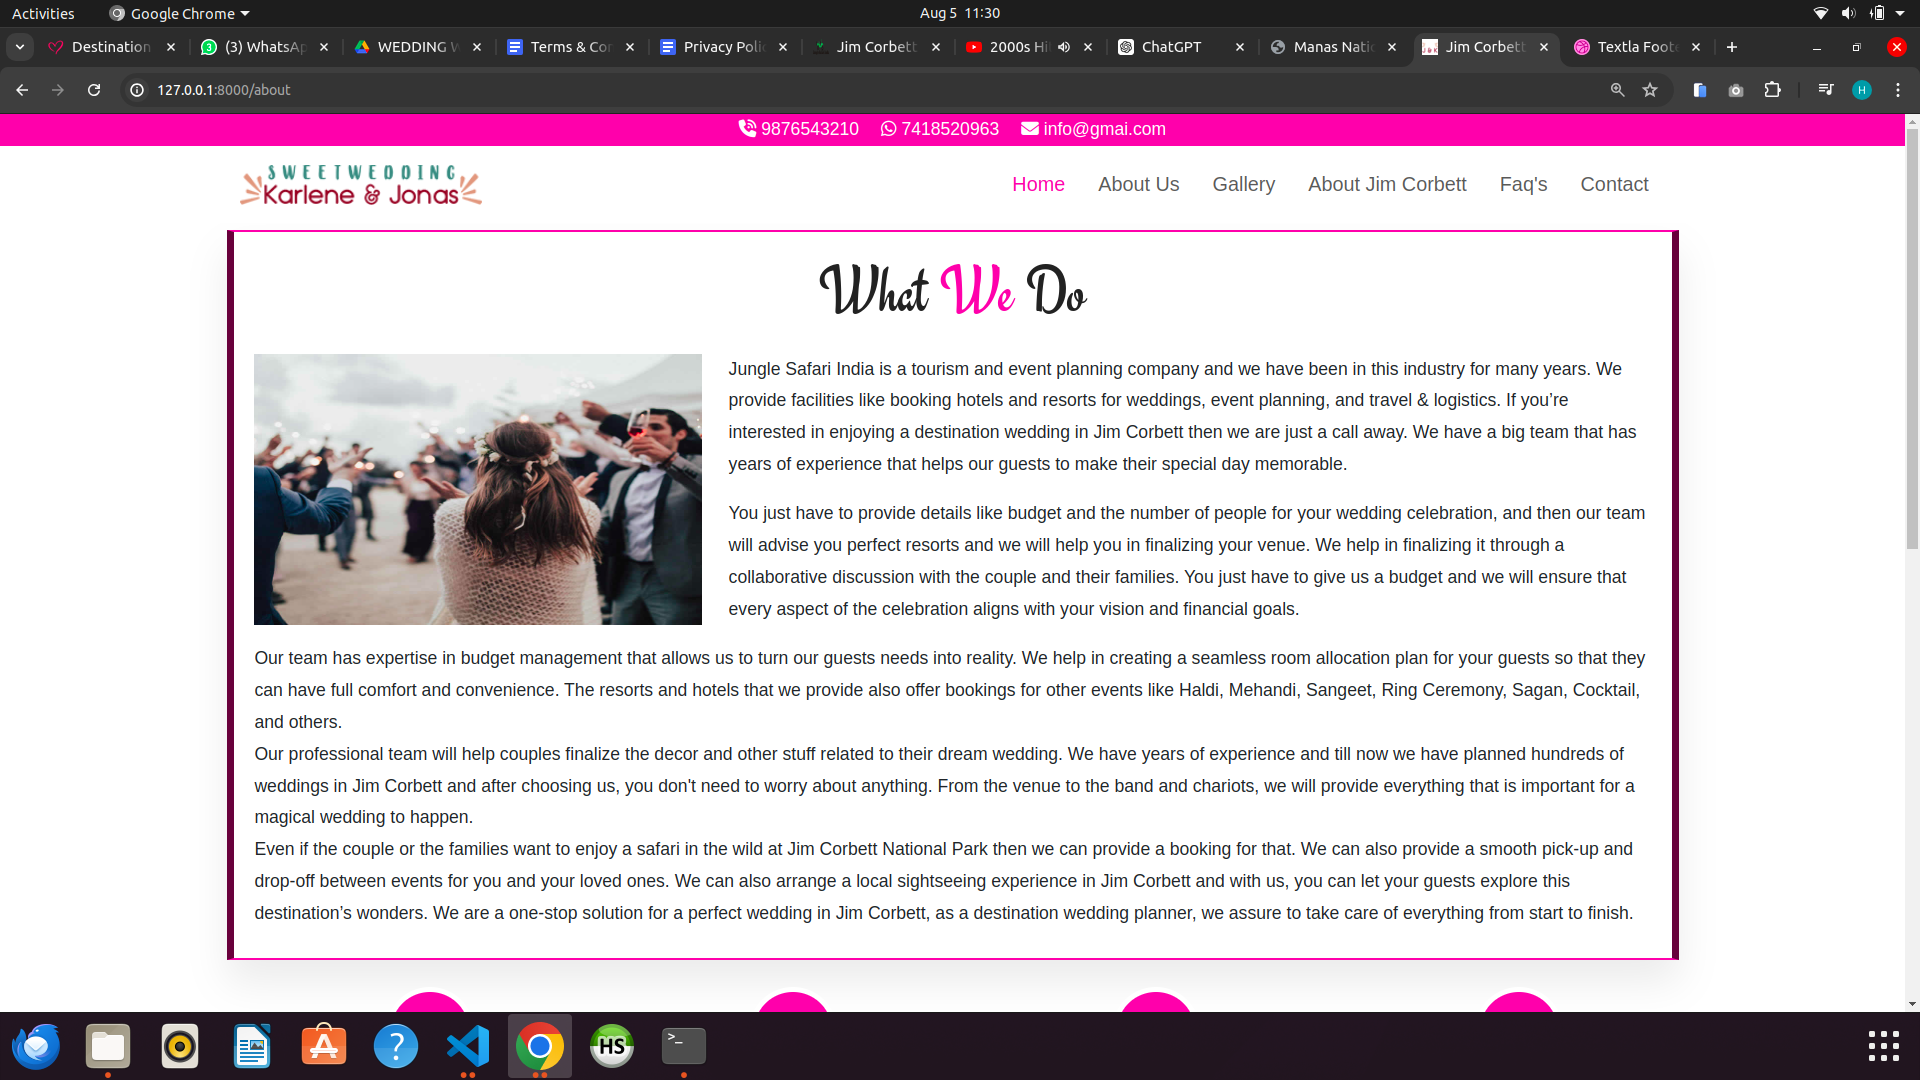 Activities
Google Chrome
Aug 5 11:30
Destination
(3) WhatsAp
WEDDING W
Terms & Con
Privacy Polic
Jim Corbett
2000s Hi
ChatGPT
Manas Natio
Jim Corbett
Textla Foote
127.0.0.1:8000/about
H
9876543210
7418520963
info@gmai.com
SWEETWEDDING
Karlene & Jonas
Home
About Us
Gallery
About Jim Corbett
Faq's
Contact
What We Do
Jungle Safari India is a tourism and event planning company and we have been in this industry for many years. We
provide facilities like booking hotels and resorts for weddings, event planning, and travel & logistics. If you’re
interested in enjoying a destination wedding in Jim Corbett then we are just a call away. We have a big team that has
years of experience that helps our guests to make their special day memorable.
You just have to provide details like budget and the number of people for your wedding celebration, and then our team
will advise you perfect resorts and we will help you in finalizing your venue. We help in finalizing it through a
collaborative discussion with the couple and their families. You just have to give us a budget and we will ensure that
every aspect of the celebration aligns with your vision and financial goals.
Our team has expertise in budget management that allows us to turn our guests needs into reality. We help in creating a seamless room allocation plan for your guests so that they
can have full comfort and convenience. The resorts and hotels that we provide also offer bookings for other events like Haldi, Mehandi, Sangeet, Ring Ceremony, Sagan, Cocktail,
and others.
Our professional team will help couples finalize the decor and other stuff related to their dream wedding. We have years of experience and till now we have planned hundreds of
weddings in Jim Corbett and after choosing us, you don't need to worry about anything. From the venue to the band and chariots, we will provide everything that is important for a
magical wedding to happen.
Even if the couple or the families want to enjoy a safari in the wild at Jim Corbett National Park then we can provide a booking for that. We can also provide a smooth pick-up and
drop-off between events for you and your loved ones. We can also arrange a local sightseeing experience in Jim Corbett and with us, you can let your guests explore this
destination’s wonders. We are a one-stop solution for a perfect wedding in Jim Corbett, as a destination wedding planner, we assure to take care of everything from start to finish.
HS